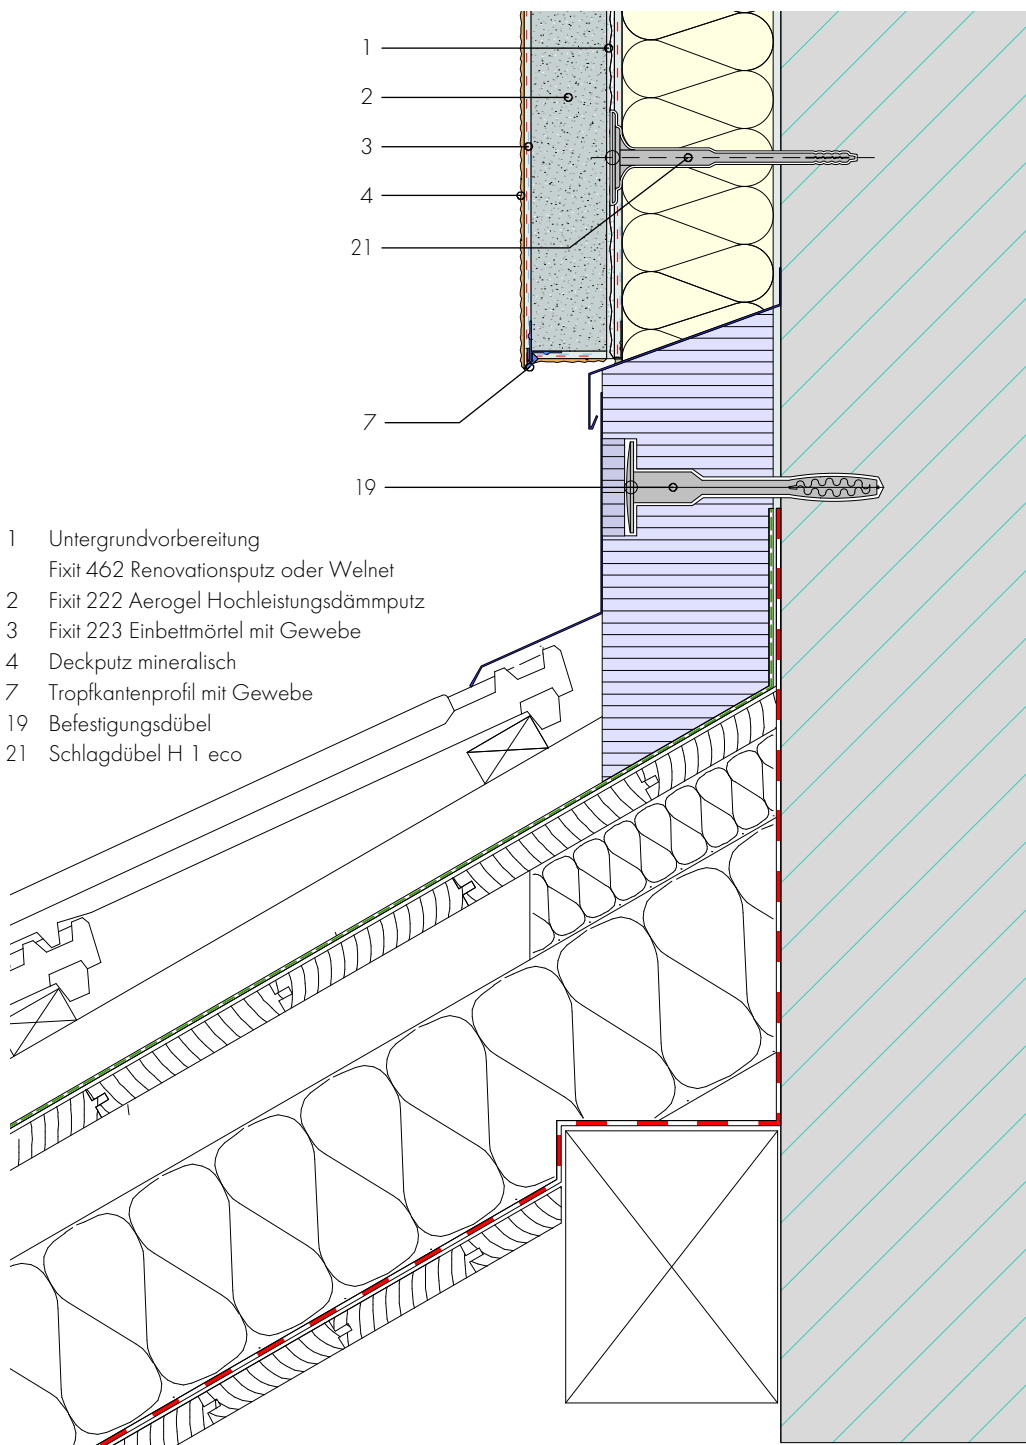 1
2
3
4
21
7
19
1 Untergrundvorbereitung
Fixit 462 Renovationsputz oder Welnet
2 Fixit 222 Aerogel Hochleistungsdämmputz
3 Fixit 223 Einbettmörtel mit Gewebe
4 Deckputz mineralisch
7 Tropfkantenprofil mit Gewebe
19 Befestigungsdübel
21 Schlagdübel H 1 eco